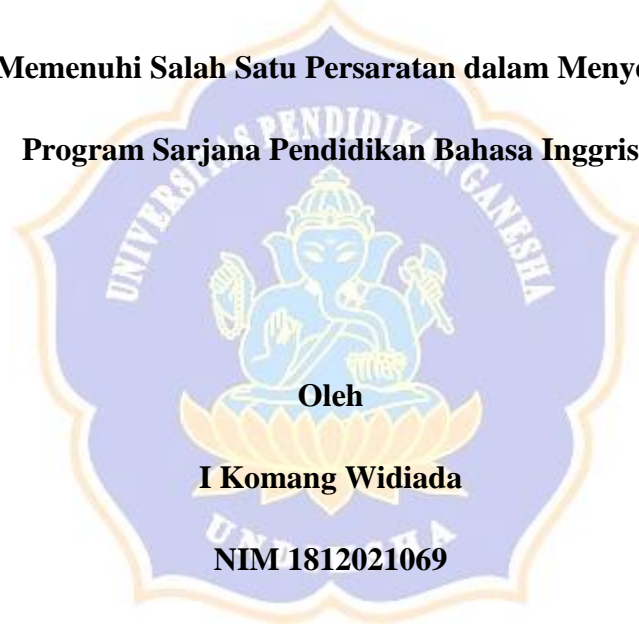 Memenuhi Salah Satu Persaratan dalam
Program Sarjana Pendidikan Bahasa Inggris
UNIVERSITAS PENDIDIKAN GANESHA
Oleh
I Komang Widiada
UNDIKSHA
NIM 1812021069